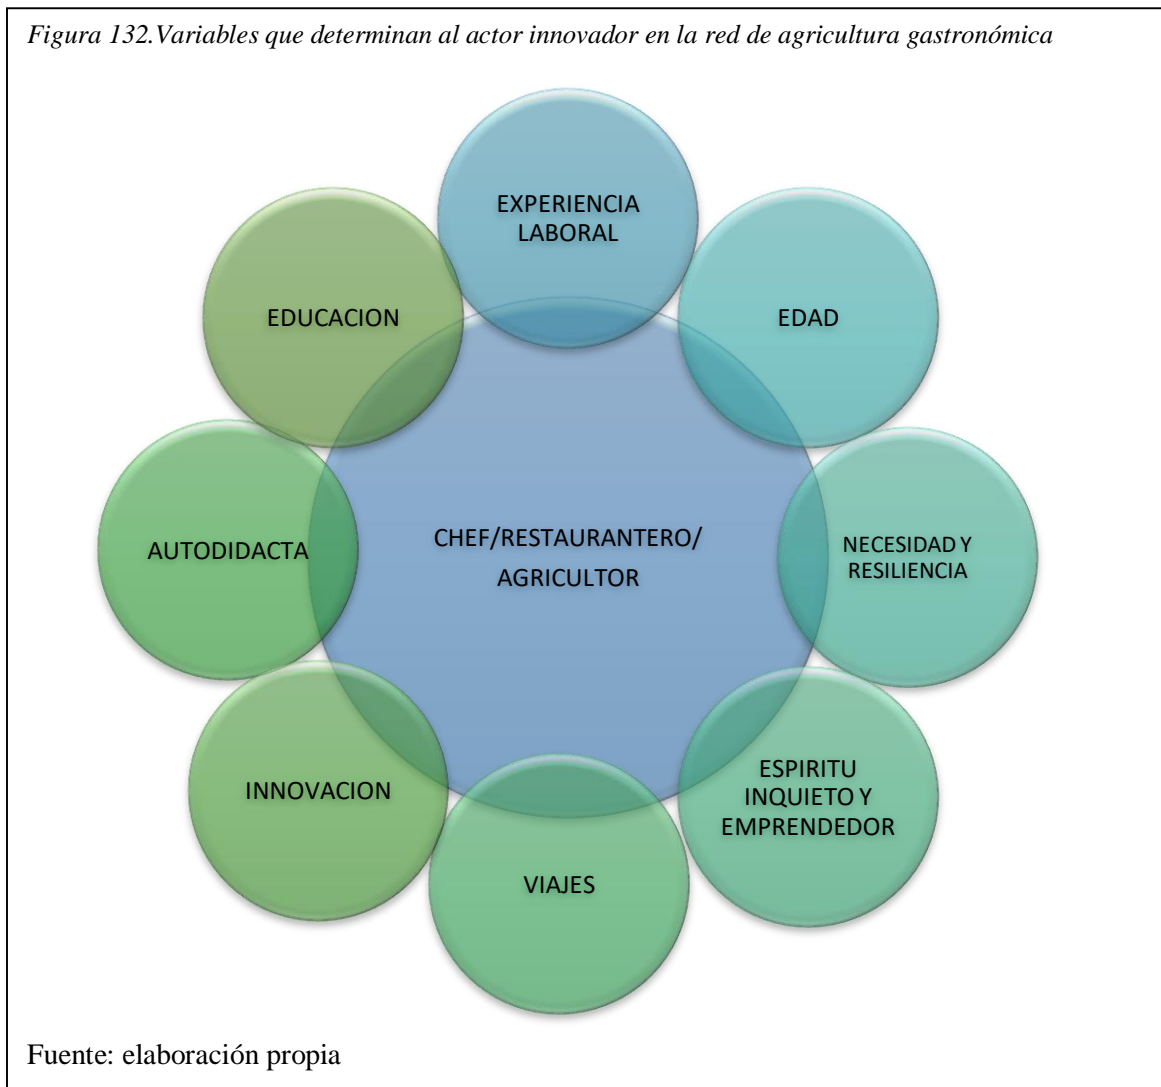 Figura 132.Variables que determinan al actor innovador en la red de agricultura gastronómica
EXPERIENCIA
LABORAL
EDUCACION
EDAD
AUTODIDACTA
CHEF/RESTAURANTERO/
AGRICULTOR
NECESIDAD Y
RESILIENCIA
INNOVACION
ESPIRITU
INQUIETO Y
EMPRENDEDOR
VIAJES
Fuente: elaboración propia